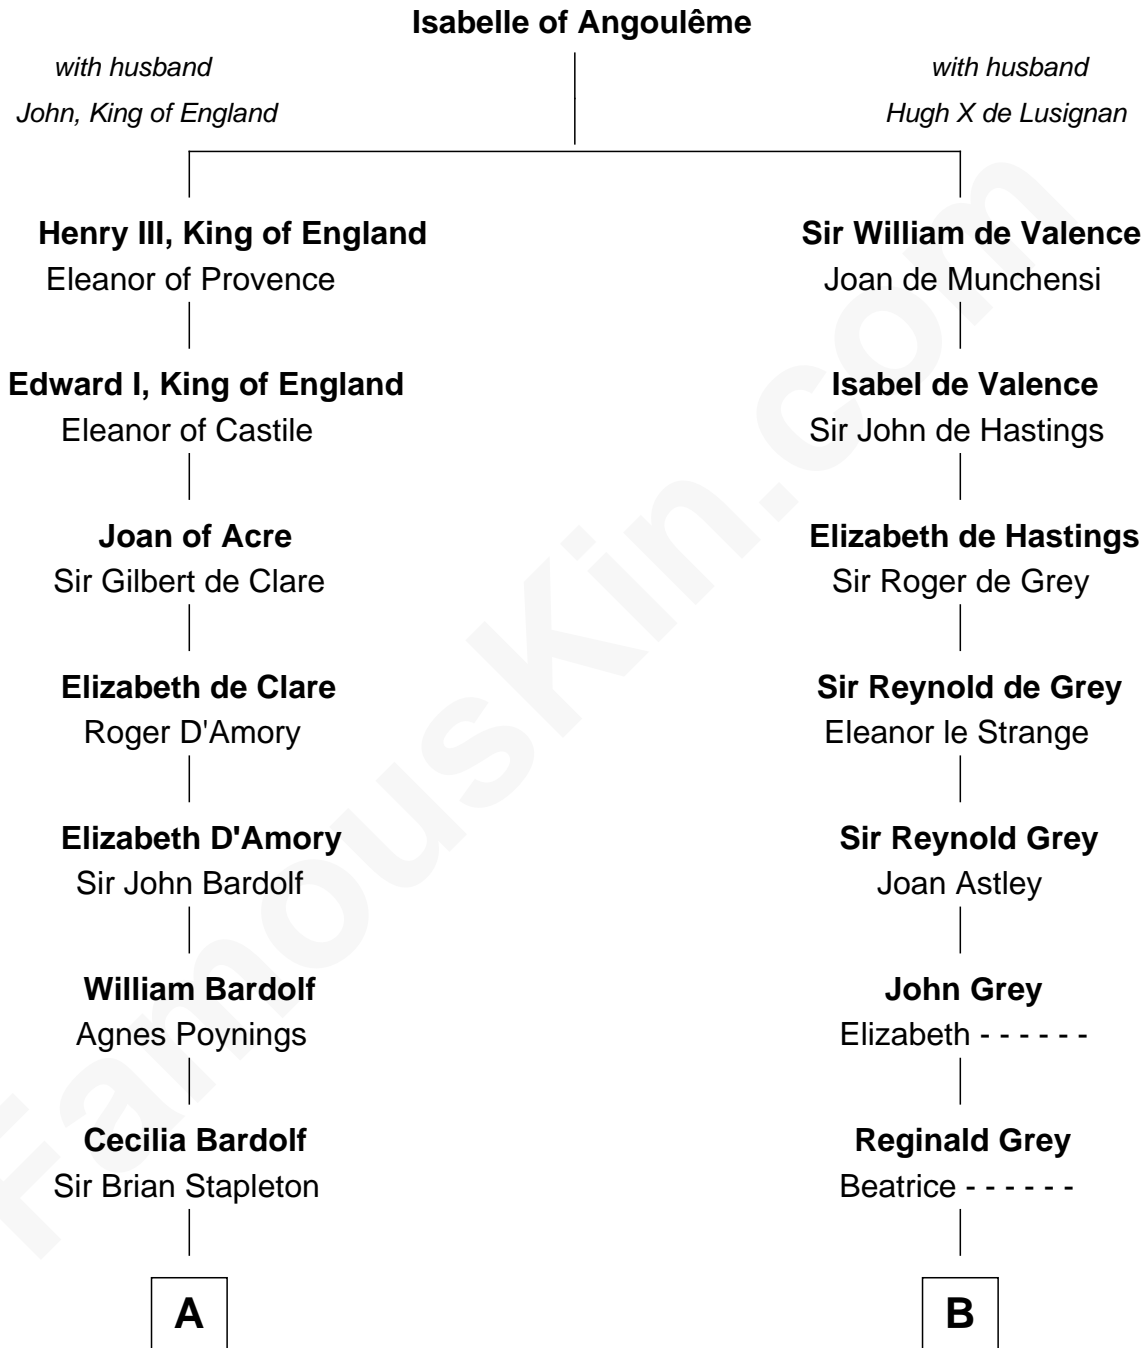 Isabelle of Angoulême
with husband
John, King of England
with husband
Hugh X de Lusignan
Henry III, King of England
Eleanor of Provence
Sir William de Valence
Joan de Munchensi
Edward I, King of England
Eleanor of Castile
Isabel de Valence
Sir John de Hastings
Joan of Acre
Sir Gilbert de Clare
Elizabeth de Hastings
Sir Roger de Grey
Elizabeth de Clare
Roger D'Amory
Sir Reynold de Grey
Eleanor le Strange
Elizabeth D'Amory
Sir John Bardolf
Sir Reynold Grey
Joan Astley
William Bardolf
Agnes Poynings
John Grey
Elizabeth - - - - - -
Cecilia Bardolf
Sir Brian Stapleton
Reginald Grey
Beatrice - - - - - -
A
B
FamousKin.com